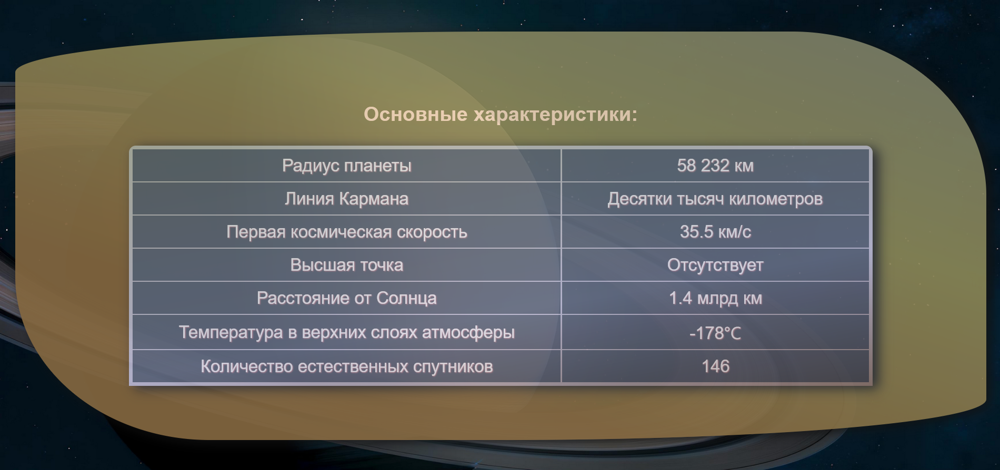 Основные характеристики:
Радиус планеты 58 232 км
Линия Кармана Десятки тысяч километров
Первая космическая скорость 35.5 км/с
Высшая точка Отсутствует
Расстояние от Солнца 1.4 млрд км
Температура в верхних слоях атмосферы -178°C
Количество естественных спутников 146